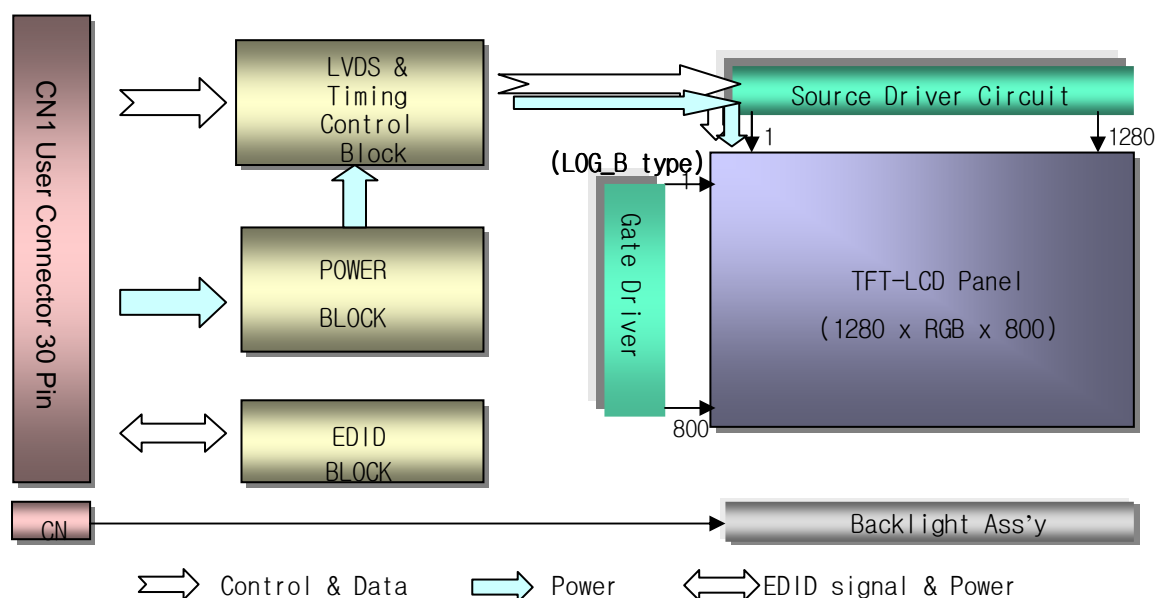 CN1 User Connector 30 Pin
LVDS &
Timing
Control
Block
Source Driver Circuit
1
1280
(LOG_B type)
1
Gate Driver
800
TFT-LCD Panel
(1280 x RGB x 800)
POWER
BLOCK
EDID
BLOCK
CN
Backlight Ass'y
Control & Data
Power
EDID signal & Power